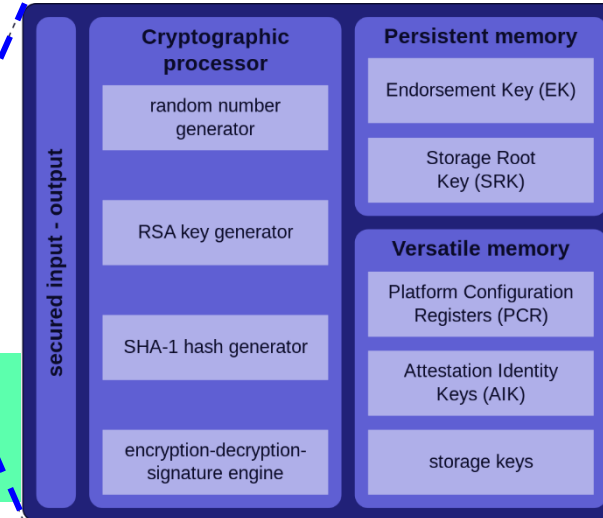 secured input - output
Cryptographic
processor
random number
generator
RSA key generator
SHA-1 hash generator
encryption-decryption-
signature engine
Persistent memory
Endorsement Key (EK)
Storage Root
Key (SRK)
Versatile memory
Platform Configuration
Registers (PCR)
Attestation Identity
Keys (AIK)
storage keys